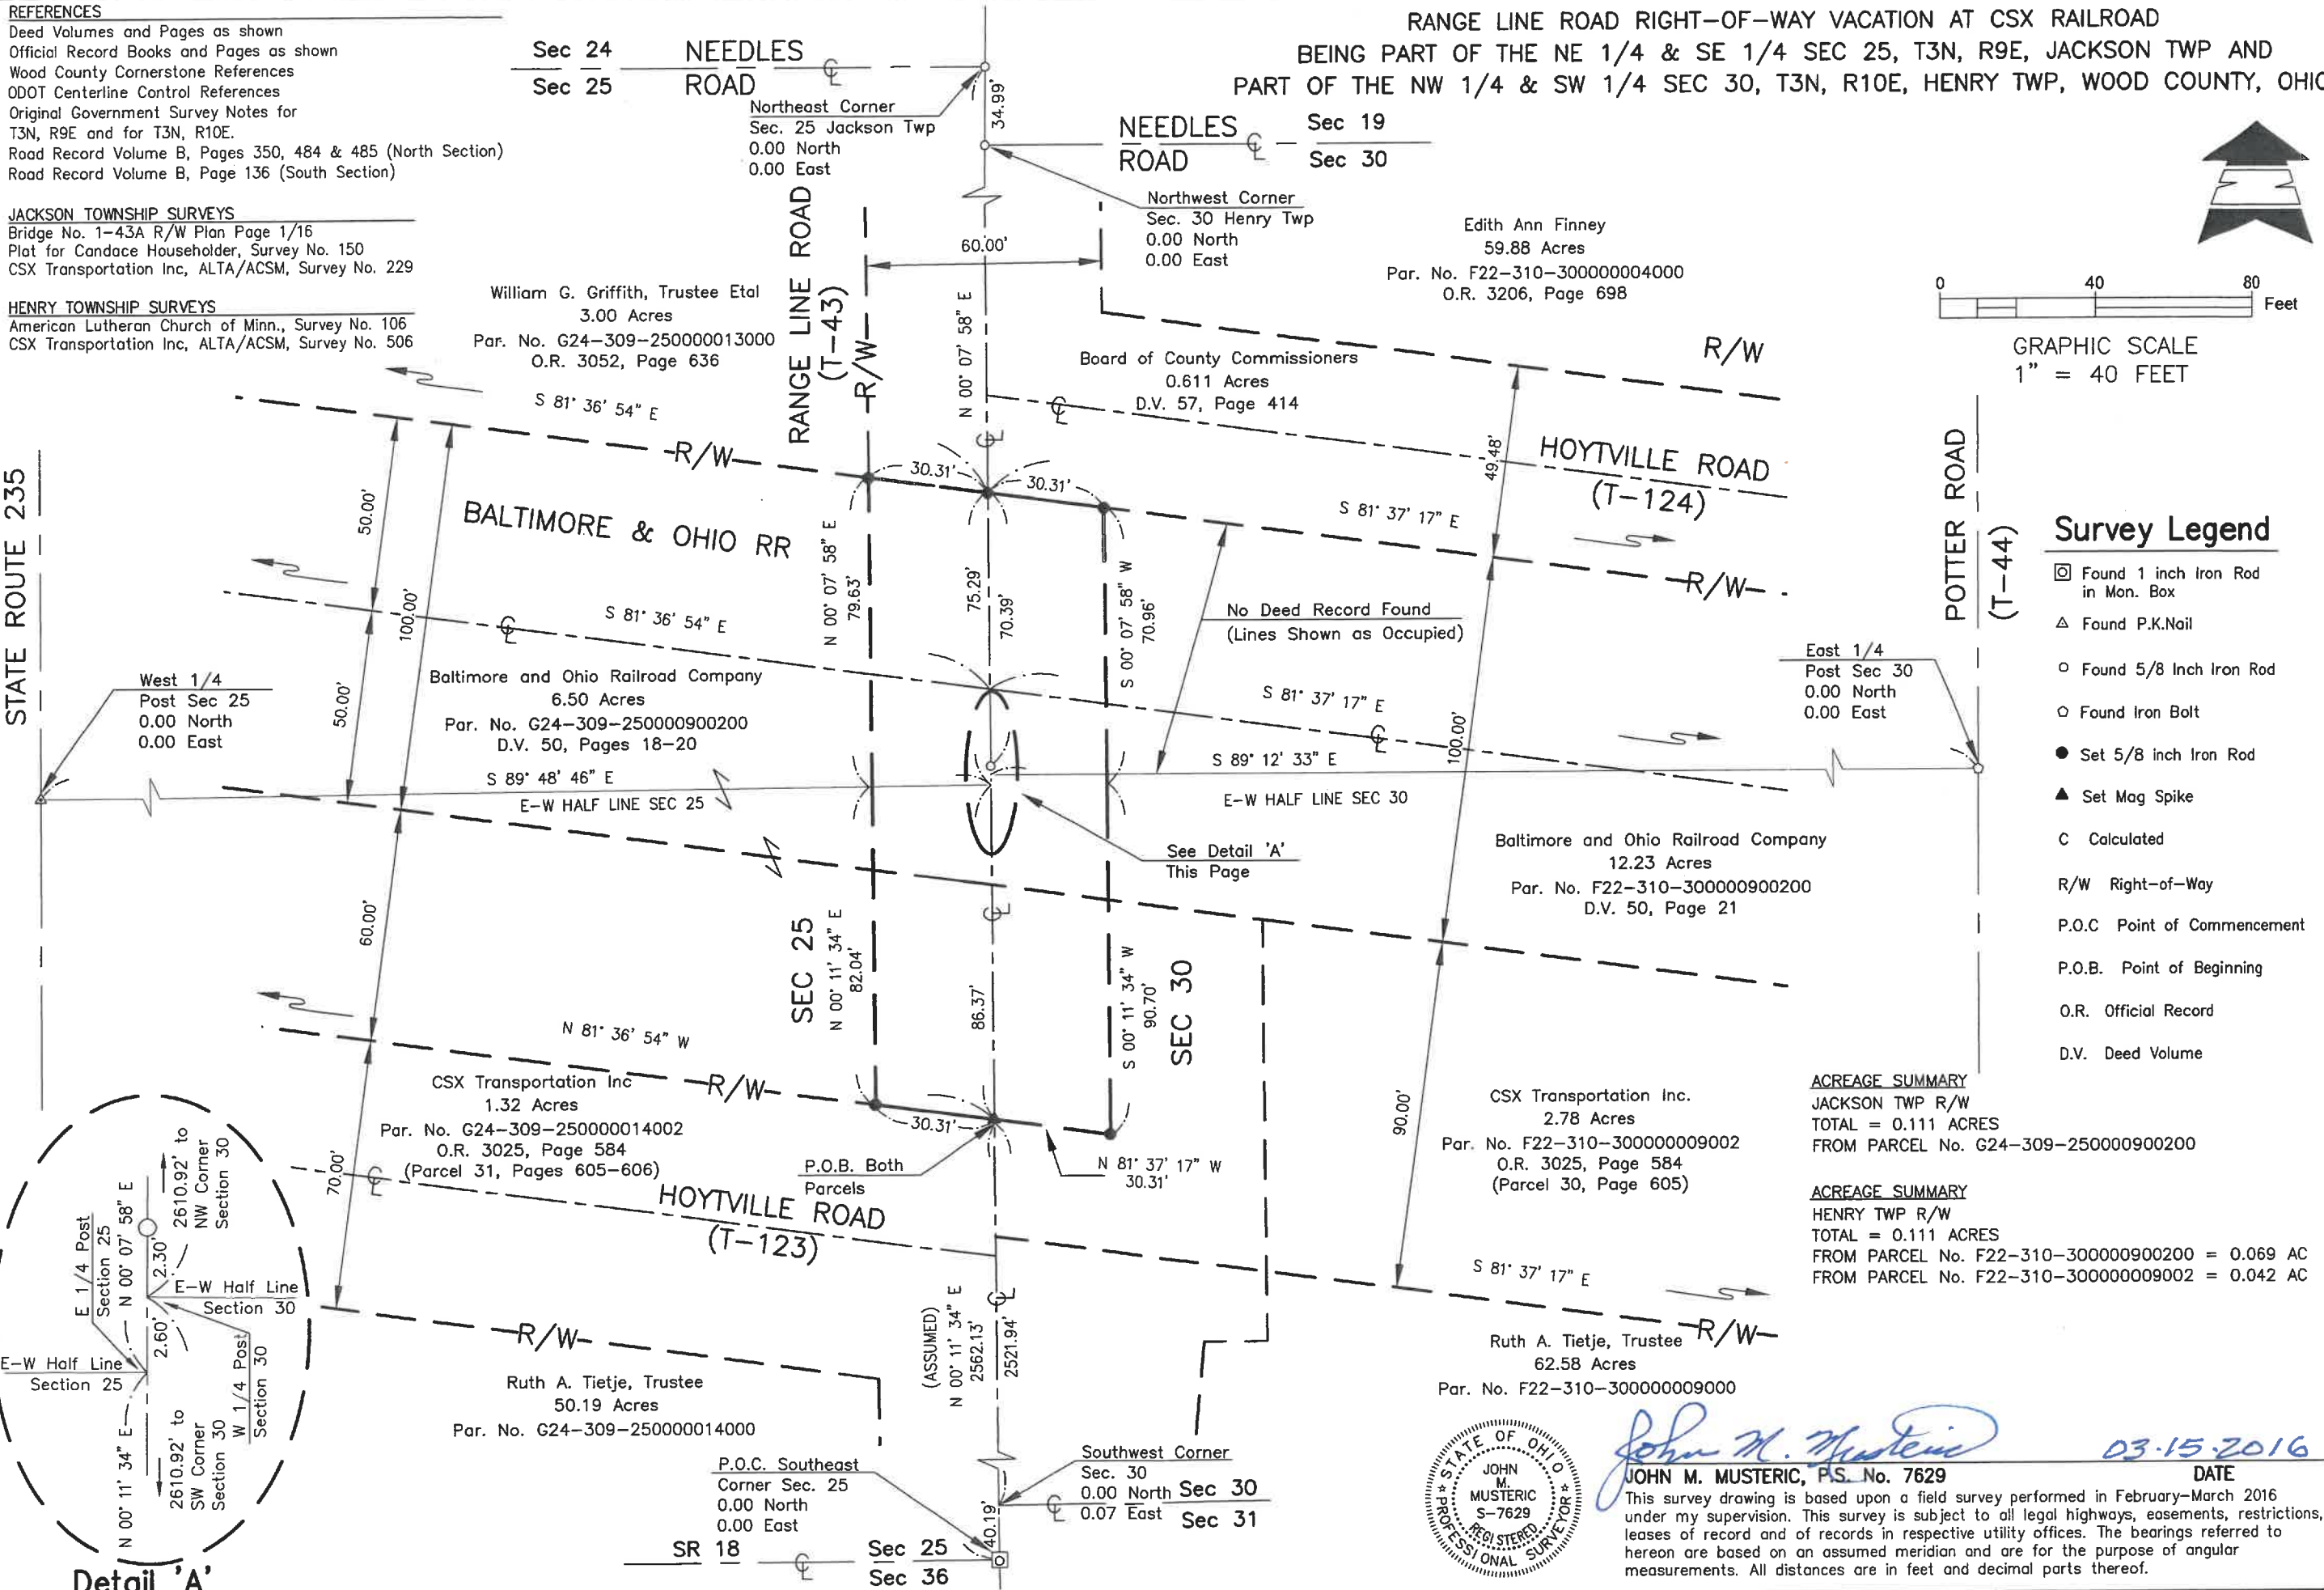 REFERENCES
Deed Volumes and Pages as shown
Official Record Books and Pages as shown
Wood County Cornerstone References
ODOT Centerline Control References
Original Government Survey Notes for
T3N, R9E and for T3N, R10E.
Road Record Volume B, Pages 350, 484 & 485 (North Section)
Road Record Volume B, Page 136 (South Section)
JACKSON TOWNSHIP SURVEYS
Bridge No. 1-43A R/W Plan Page 1/16
Plat for Candace Householder, Survey No. 150
CSX Transportation Inc, ALTA/ACSM, Survey No. 229
HENRY TOWNSHIP SURVEYS
American Lutheran Church of Minn., Survey No. 106
CSX Transportation Inc, ALTA/ACSM, Survey No. 506
RANGE LINE ROAD RIGHT-OF-WAY VACATION AT CSX RAILROAD
BEING PART OF THE NE 1/4 & SE 1/4 SEC 25, T3N, R9E, JACKSON TWP AND
PART OF THE NW 1/4 & SW 1/4 SEC 30, T3N, R10E, HENRY TWP, WOOD COUNTY, OHIO
Sec 24
Sec 25
NEEDLES
ROAD
Northeast Corner
Sec. 25 Jackson Twp
0.00 North
0.00 East
34.99'
NEEDLES
ROAD
Sec 19
Sec 30
Northwest Corner
Sec. 30 Henry Twp
0.00 North
0.00 East
60.00'
RANGE LINE ROAD
(T-43)
R/W
N 00° 07' 58" E
William G. Griffith, Trustee Etal
3.00 Acres
Par. No. G24-309-250000013000
O.R. 3052, Page 636
Edith Ann Finney
59.88 Acres
Par. No. F22-310-300000004000
O.R. 3206, Page 698
0 40 80
Feet
GRAPHIC SCALE
1" = 40 FEET
Board of County Commissioners
0.611 Acres
D.V. 57, Page 414
R/W
S 81° 36' 54" E
R/W
30.31'
30.31'
49.48'
HOYTVILLE ROAD
(T-124)
S 81° 37' 17" E
R/W
STATE ROUTE 235
50.00'
100.00'
BALTIMORE & OHIO RR
N 00° 07' 58" E
79.63'
75.29'
70.39'
S 00° 07' 58" W
70.96'
No Deed Record Found
(Lines Shown as Occupied)
POTTER ROAD
(T-44)
S 81° 36' 54" E
50.00'
West 1/4
Post Sec 25
0.00 North
0.00 East
Baltimore and Ohio Railroad Company
6.50 Acres
Par. No. G24-309-250000900200
D.V. 50, Pages 18-20
S 89° 48' 46" E
E-W HALF LINE SEC 25
S 81° 37' 17" E
100.00'
S 89° 12' 33" E
E-W HALF LINE SEC 30
East 1/4
Post Sec 30
0.00 North
0.00 East
See Detail 'A'
This Page
Baltimore and Ohio Railroad Company
12.23 Acres
Par. No. F22-310-300000900200
D.V. 50, Page 21
Survey Legend
Found 1 inch Iron Rod
in Mon. Box
Found P.K.Nail
Found 5/8 Inch Iron Rod
Found Iron Bolt
Set 5/8 inch Iron Rod
Set Mag Spike
C Calculated
R/W Right-of-Way
P.O.C Point of Commencement
P.O.B. Point of Beginning
O.R. Official Record
D.V. Deed Volume
60.00'
SEC 25
N 00° 11' 34" E
82.04'
86.37'
S 00° 11' 34" W
90.70'
SEC 30
N 81° 36' 54" W
R/W
CSX Transportation Inc
1.32 Acres
Par. No. G24-309-250000014002
O.R. 3025, Page 584
(Parcel 31, Pages 605-606)
30.31'
P.O.B. Both
Parcels
N 81° 37' 17" W
30.31'
90.00'
CSX Transportation Inc.
2.78 Acres
Par. No. F22-310-300000009002
O.R. 3025, Page 584
(Parcel 30, Page 605)
ACREAGE SUMMARY
JACKSON TWP R/W
TOTAL = 0.111 ACRES
FROM PARCEL No. G24-309-250000900200
ACREAGE SUMMARY
HENRY TWP R/W
TOTAL = 0.111 ACRES
FROM PARCEL No. F22-310-300000900200 = 0.069 AC
FROM PARCEL No. F22-310-300000009002 = 0.042 AC
70.00'
HOYTVILLE ROAD
(T-123)
S 81° 37' 17" E
R/W
R/W
(ASSUMED)
N 00° 11' 34" E
2562.13'
2521.94'
Ruth A. Tietje, Trustee
50.19 Acres
Par. No. G24-309-250000014000
Ruth A. Tietje, Trustee
62.58 Acres
Par. No. F22-310-300000009000
E 1/4 Post
Section 25
N 00° 07' 58" E
2.30'
2610.92' to
NW Corner
Section 30
E-W Half Line
Section 30
2.60'
E-W Half Line
Section 25
W 1/4 Post
Section 30
N 00° 11' 34" E
2610.92' to
SW Corner
Section 30
Detail 'A'
P.O.C. Southeast
Corner Sec. 25
0.00 North
0.00 East
Southwest Corner
Sec. 30
0.00 North
0.07 East
Sec 30
Sec 31
40.19'
SR 18
Sec 25
Sec 36
STATE OF OHIO
JOHN
M.
MUSTERIC
S-7629
REGISTERED
PROFESSIONAL SURVEYOR
John M. Musteric
03-15-2016
JOHN M. MUSTERIC, P.S. No. 7629
DATE
This survey drawing is based upon a field survey performed in February-March 2016
under my supervision. This survey is subject to all legal highways, easements, restrictions,
leases of record and of records in respective utility offices. The bearings referred to
hereon are based on an assumed meridian and are for the purpose of angular
measurements. All distances are in feet and decimal parts thereof.